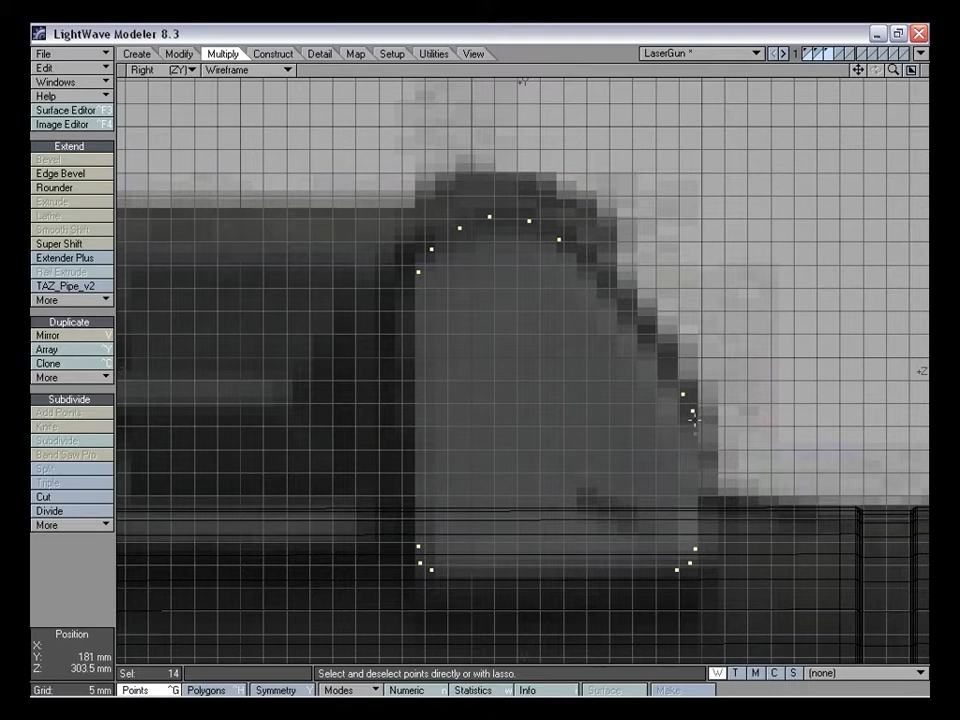 LightWave Modeler 8.3
File
Create Modify Multiply Construct Detail Map Setup Utilities View
LaserGun *
1
Edit
Right (ZY) Wireframe
Windows
Help
+Y
Surface Editor ^F3
Image Editor ^F4
Extend
Bevel
Edge Bevel
Rounder
Extrude
Lathe
Smooth Shift
Super Shift
Extender Plus
Rail Extrude
TAZ_Pipe_v2
More
Duplicate
Mirror V
Array ^Y
Clone ^C
More
+Z
Subdivide
Add Points
Knife
Subdivide
Band Saw Pro
Split
Triple
Cut
Divide
More
Position
X:
Y: 181 mm
Z: 303.5 mm
Sel: 14 Select and deselect points directly or with lasso. W T M C S (none)
Grid: 5 mm Points ^G Polygons ^H Symmetry Y Modes Numeric n Statistics w Info i Surface Make